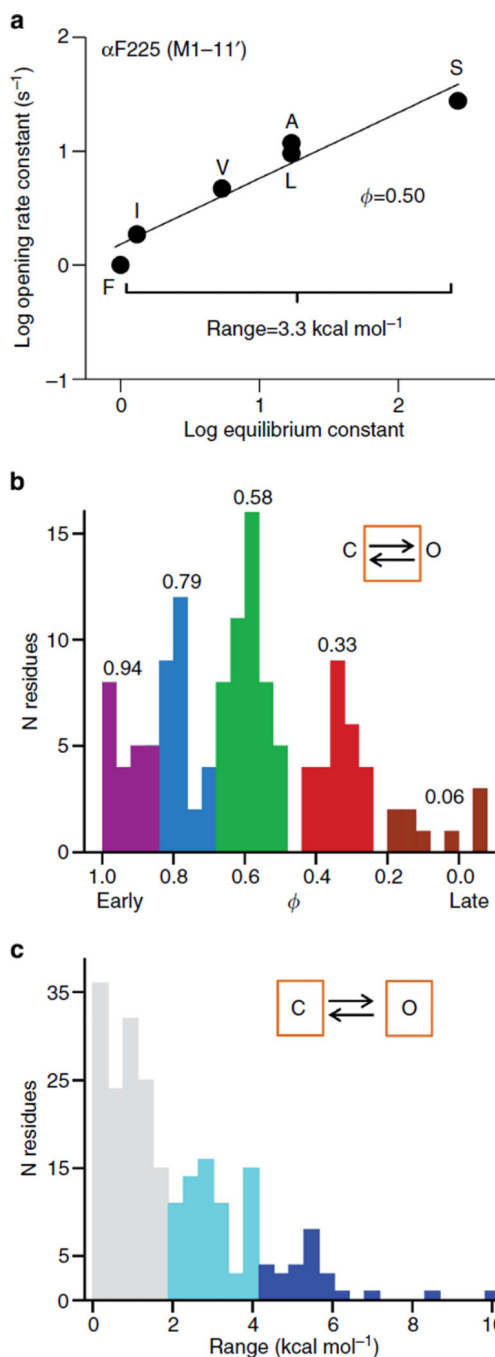 a
αF225 (M1–11′)
Log opening rate constant (s⁻¹)
2
1
0
–1
S
A
V
L
I
F
ϕ=0.50
Range=3.3 kcal mol⁻¹
0
1
2
Log equilibrium constant
b
N residues
15
10
5
0
0.58
0.79
0.94
0.33
0.06
C
O
1.0
0.8
0.6
0.4
0.2
0.0
Early
ϕ
Late
c
N residues
35
25
15
5
0
C
O
0
2
4
6
8
10
Range (kcal mol⁻¹)